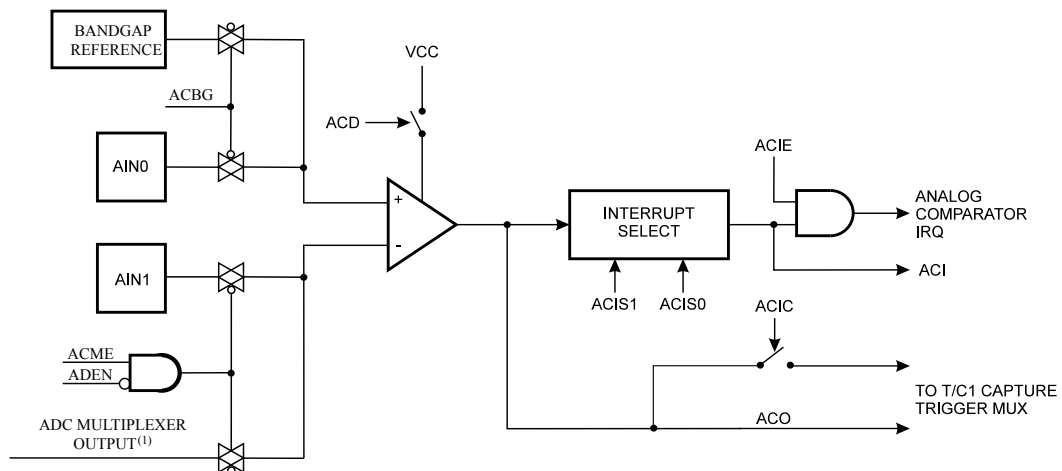 BANDGAP
REFERENCE
ACBG
AIN0
VCC
ACD
+
-
INTERRUPT
SELECT
ACIS1
ACIS0
ACIE
ANALOG
COMPARATOR
IRQ
ACI
AIN1
ACME
ADEN
ADC MULTIPLEXER
OUTPUT(1)
ACIC
TO T/C1 CAPTURE
TRIGGER MUX
ACO